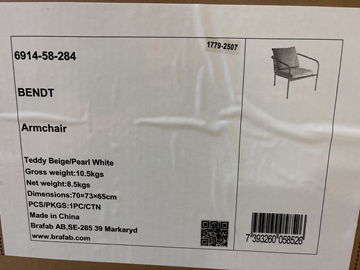 1779-2507
6914-58-284
BENDT
Armchair
Teddy Beige/Pearl White
Gross weight:10.5kgs
Net weight:8.5kgs
Dimensions:70×73×65cm
PCS/PKGS:1PC/CTN
Made in China
Brafab AB,SE-285 39 Markaryd
www.brafab.com
7 393260 058526